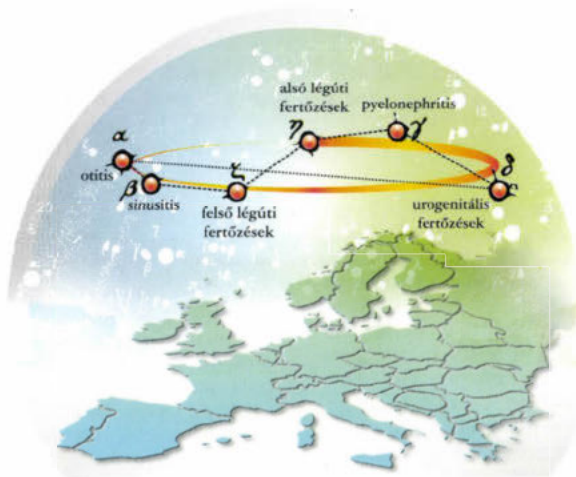 alsó légúti
fertőzések
pyelonephritis
η
γ
α
otitis
β
sinusitis
ζ
felső légúti
fertőzések
δ
urogenitális
fertőzések